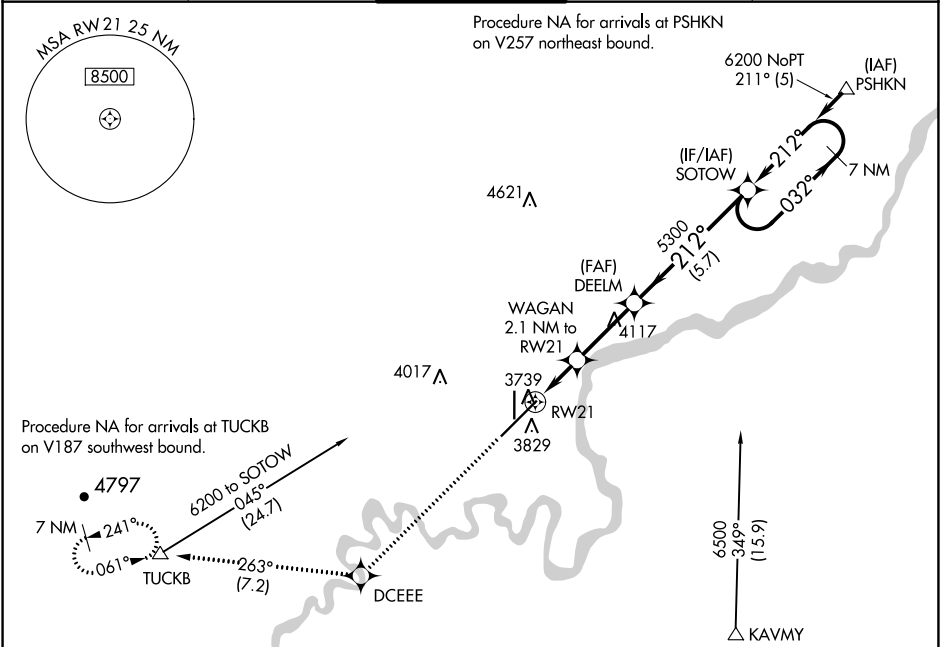 MSA RW 21 25 NM
8500
Procedure NA for arrivals at PSHKN
on V257 northeast bound.
6200 NoPT
211° (5)
(IAF)
PSHKN
212°
032°
7 NM
(IF/IAF)
SOTOW
4621
5300
212°
(5.7)
(FAF)
DEELM
4117
WAGAN
2.1 NM to
RW21
4017
3739
RW21
3829
Procedure NA for arrivals at TUCKB
on V187 southwest bound.
4797
6200 to SOTOW
045°
(24.7)
7 NM
241°
061°
TUCKB
263°
(7.2)
DCEEE
6500
349°
(15.9)
KAVMY